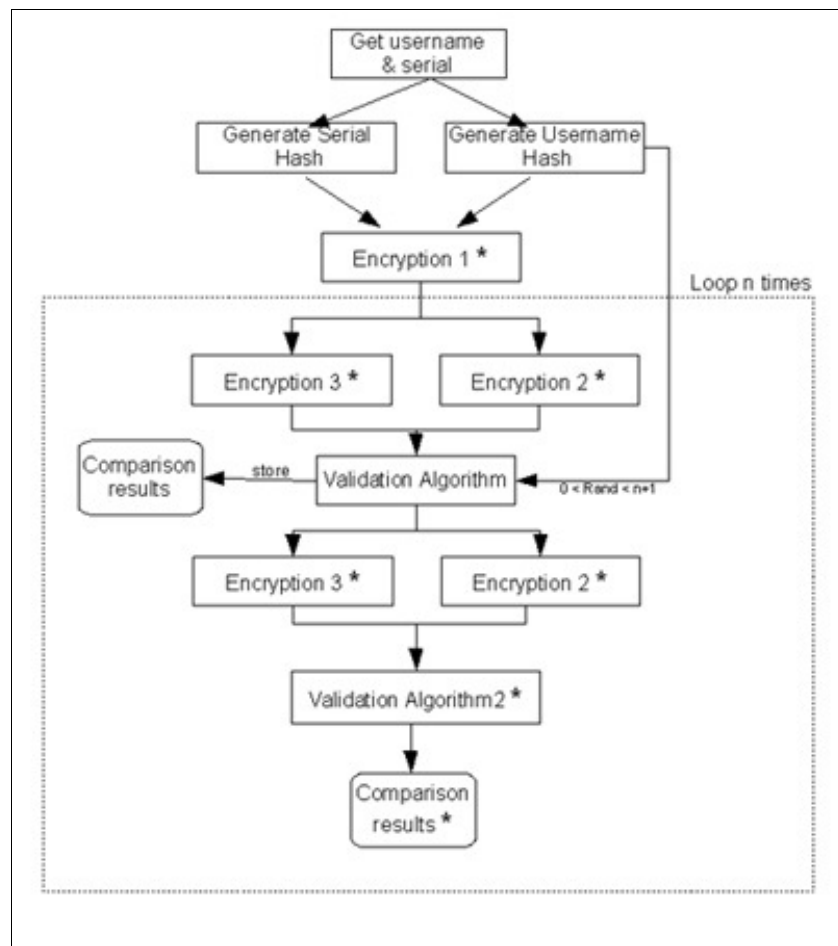 Get username
& serial
Generate Serial
Hash
Generate Username
Hash
Encryption 1 *
Loop n times
Encryption 3 *
Encryption 2 *
Comparison
results
store
Validation Algorithm
0 < Rand < n+1
Encryption 3 *
Encryption 2 *
Validation Algorithm2 *
Comparison
results *